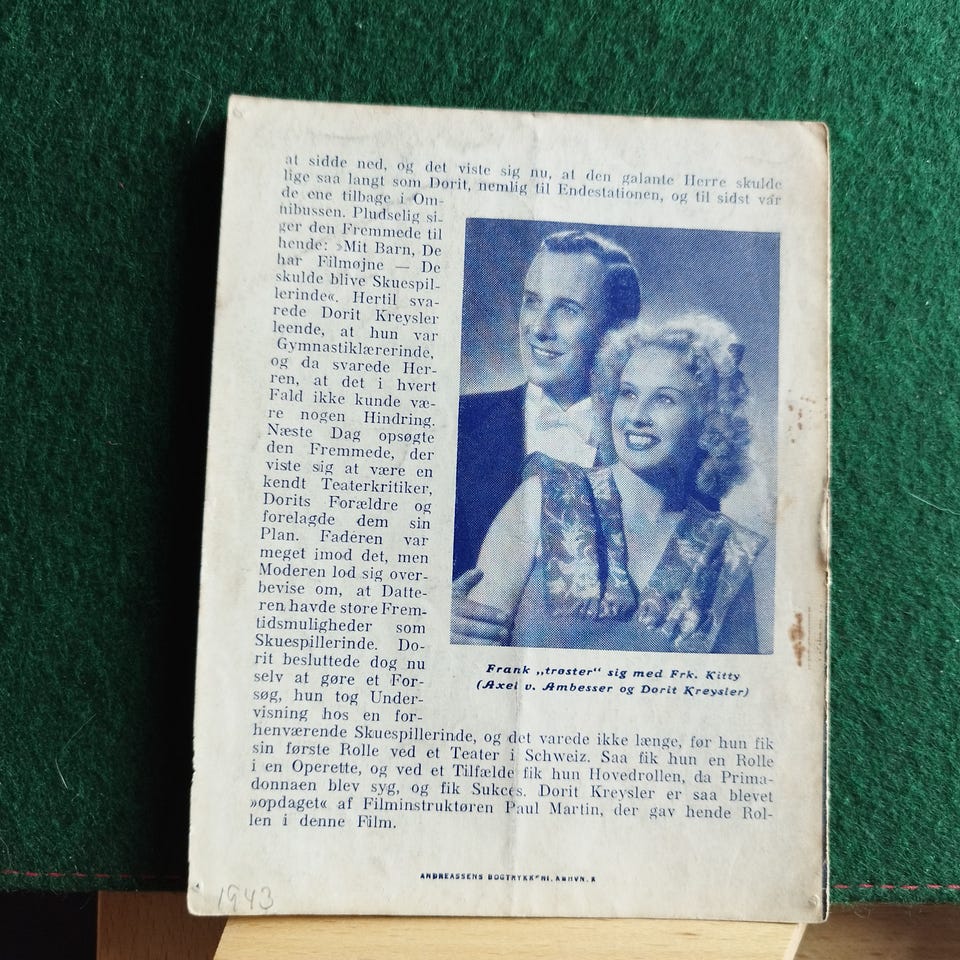 at sidde ned, og det viste sig nu, at den galante Herre skulde
lige saa langt som Dorit, nemlig til Endestationen, og til sidst var
de ene tilbage i Om-
nibussen. Pludselig si-
ger den Fremmede til
hende: »Mit Barn, De
har Filmøjne — De
skulde blive Skuespil-
lerinde«. Hertil sva-
rede Dorit Kreysler
leende, at hun var
Gymnastiklærerinde,
og da svarede Her-
ren, at det i hvert
Fald ikke kunde væ-
re nogen Hindring.
Næste Dag opsøgte
den Fremmede, der
viste sig at være en
kendt Teaterkritiker,
Dorits Forældre og
forelagde dem sin
Plan. Faderen var
meget imod det, men
Moderen lod sig over-
bevise om, at Datte-
ren havde store Frem-
tidsmuligheder som
Skuespillerinde. Do-
rit besluttede dog nu
selv at gøre et For-
søg, hun tog Under-
visning hos en for-
henværende Skuespillerinde, og det varede ikke længe, før hun fik
sin første Rolle ved et Teater i Schweiz. Saa fik hun en Rolle
i en Operette, og ved et Tilfælde fik hun Hovedrollen, da Prima-
donnaen blev syg, og fik Sukces. Dorit Kreysler er saa blevet
»opdaget« af Filminstruktøren Paul Martin, der gav hende Rol-
len i denne Film.
Frank „trøster“ sig med Frk. Kitty
(Axel v. Ambesser og Dorit Kreysler)
ANDREASSENS BOGTRYKKERI, KBHVN. K
1943